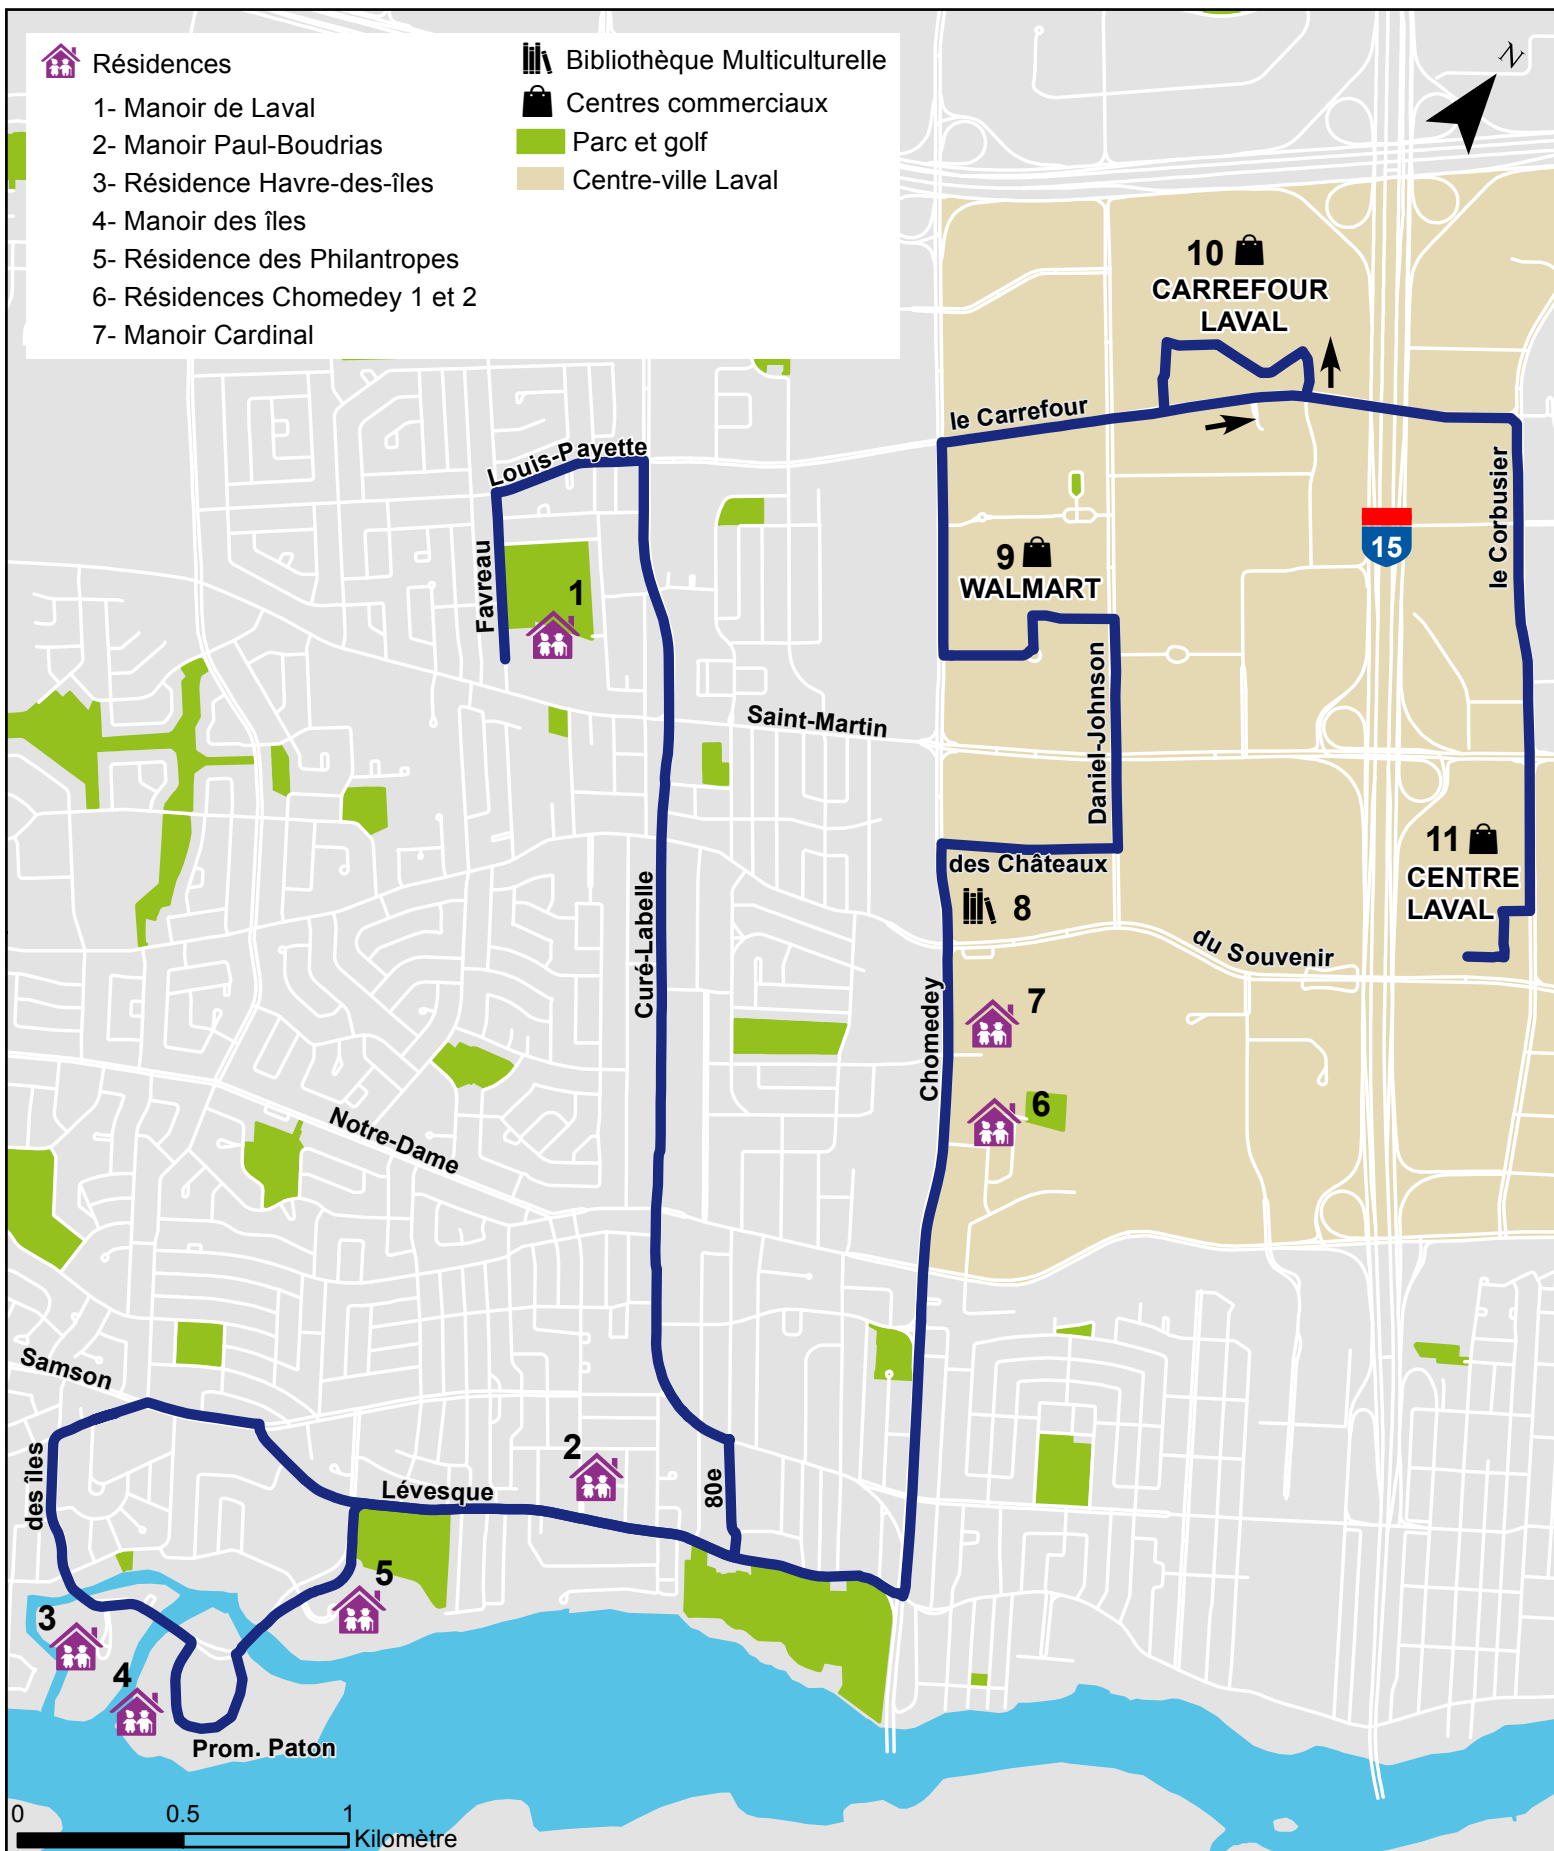 Résidences
1- Manoir de Laval
2- Manoir Paul-Boudrias
3- Résidence Havre-des-îles
4- Manoir des îles
5- Résidence des Philantropes
6- Résidences Chomedey 1 et 2
7- Manoir Cardinal
Bibliothèque Multiculturelle
Centres commerciaux
Parc et golf
Centre-ville Laval
N
10
CARREFOUR
LAVAL
le Carrefour
Louis-Payette
le Corbusier
15
9
WALMART
Favreau
1
Daniel-Johnson
Saint-Martin
11
CENTRE
LAVAL
des Châteaux
8
Curé-Labelle
du Souvenir
Chomedey
7
6
Notre-Dame
Samson
des îles
2
Lévesque
80e
5
3
4
Prom. Paton
0 0.5 1
Kilomètre